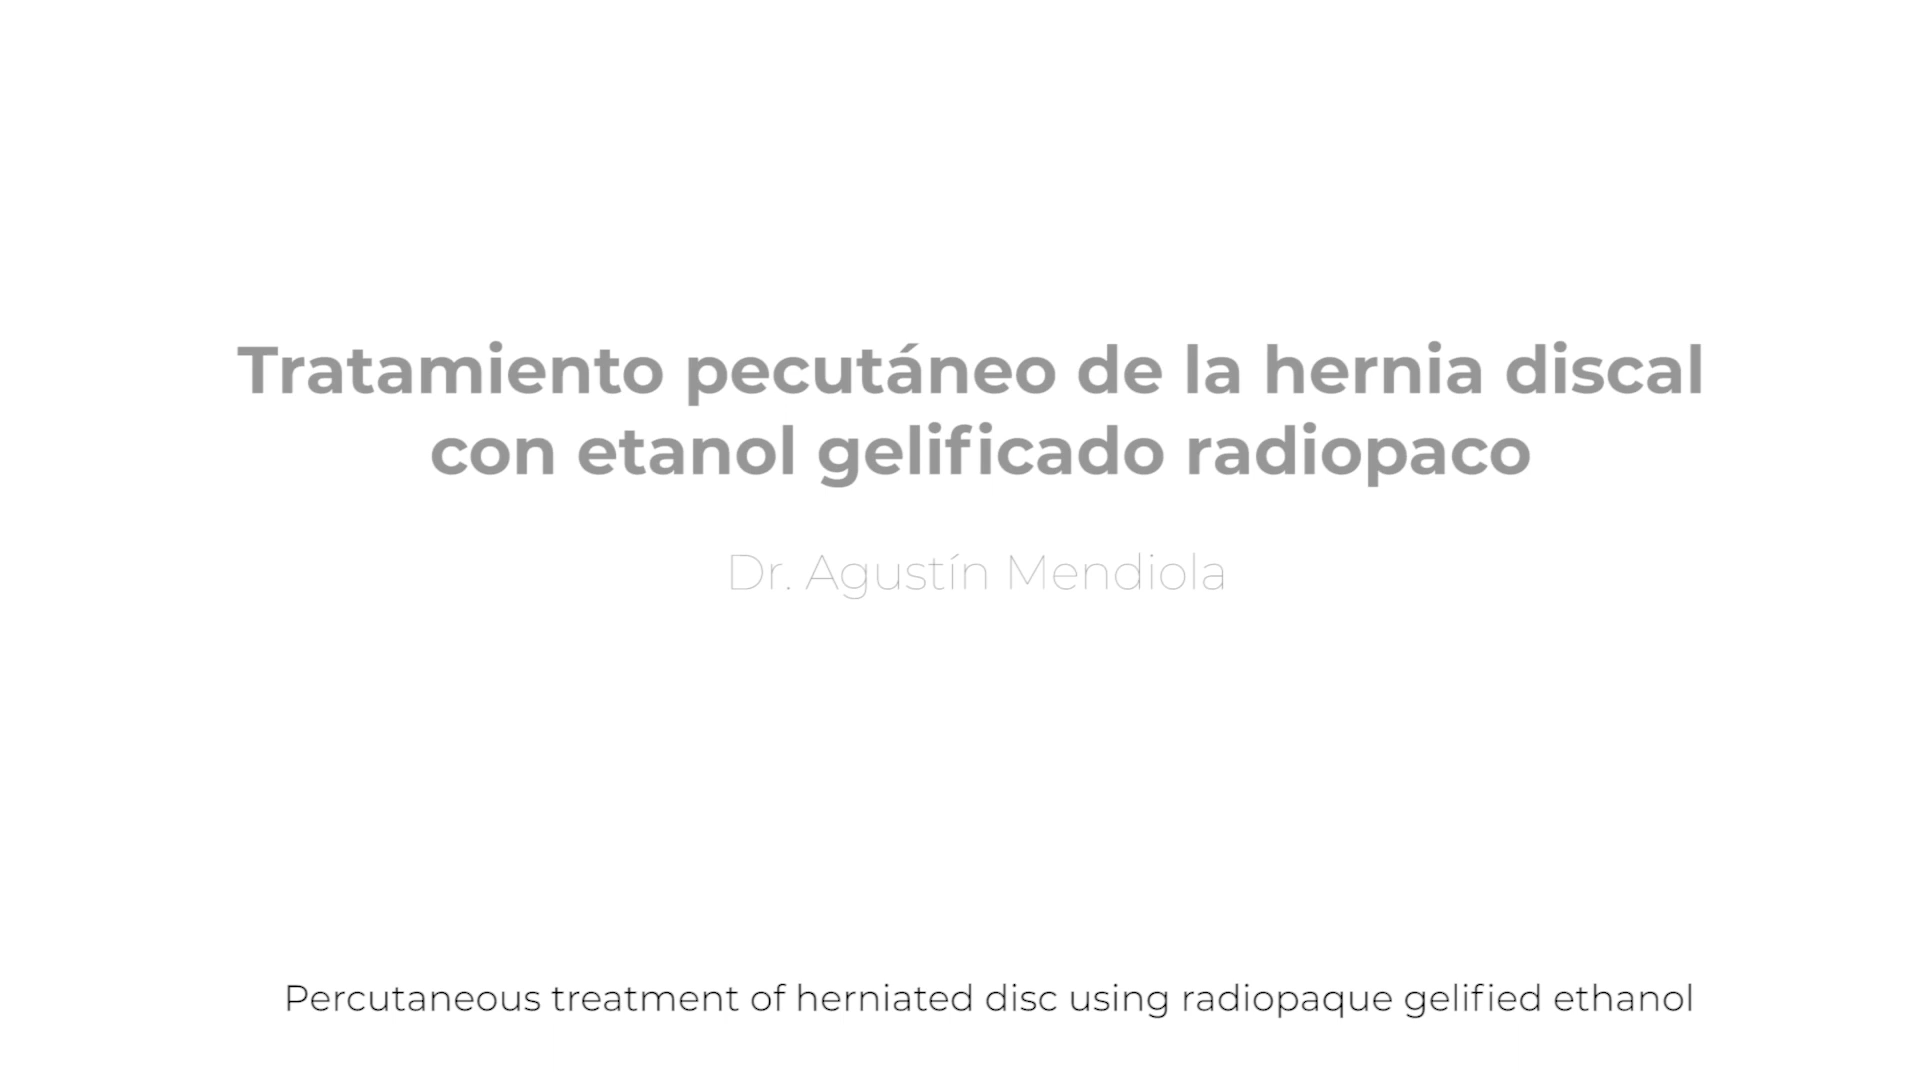 Tratamiento pecutáneo de la hernia discal
con etanol gelificado radiopaco
Dr. Agustín Mendiola
Percutaneous treatment of herniated disc using radiopaque gelified ethanol